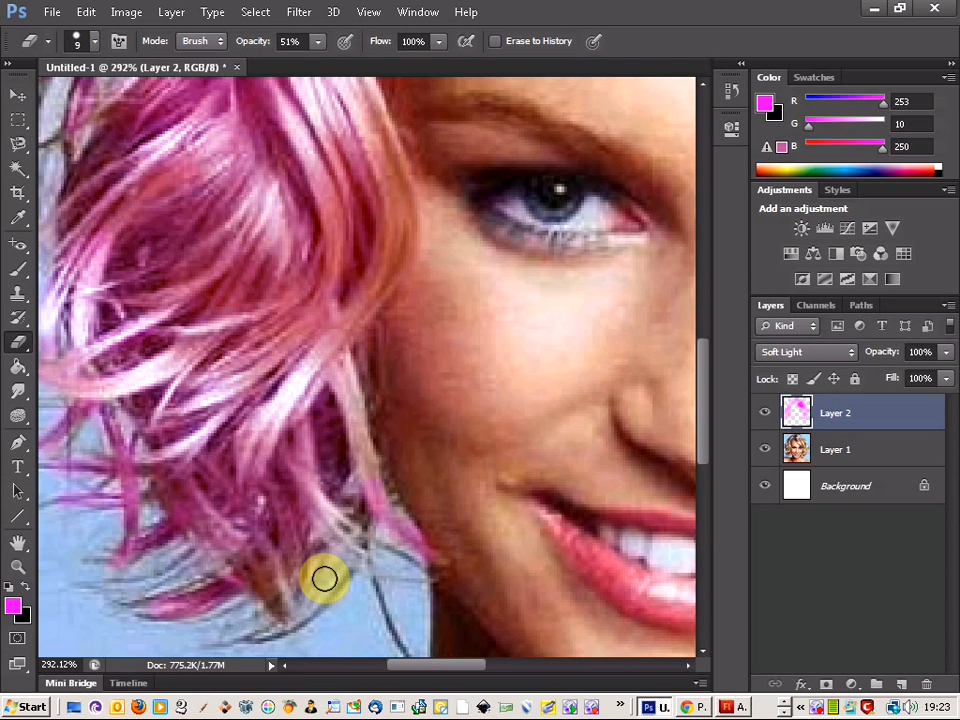 Ps File Edit Image Layer Type Select Filter 3D View Window Help
9 Mode: Brush Opacity: 51% Flow: 100% Erase to History
Untitled-1 @ 292% (Layer 2, RGB/8) * ×
Color Swatches
R 253
G 10
B 250
Adjustments Styles
Add an adjustment
Layers Channels Paths
Kind
Soft Light Opacity: 100%
Lock: Fill: 100%
Layer 2
Layer 1
Background
292.12% Doc: 775.2K/1.77M
Mini Bridge Timeline
Start U. P. A. 19:23